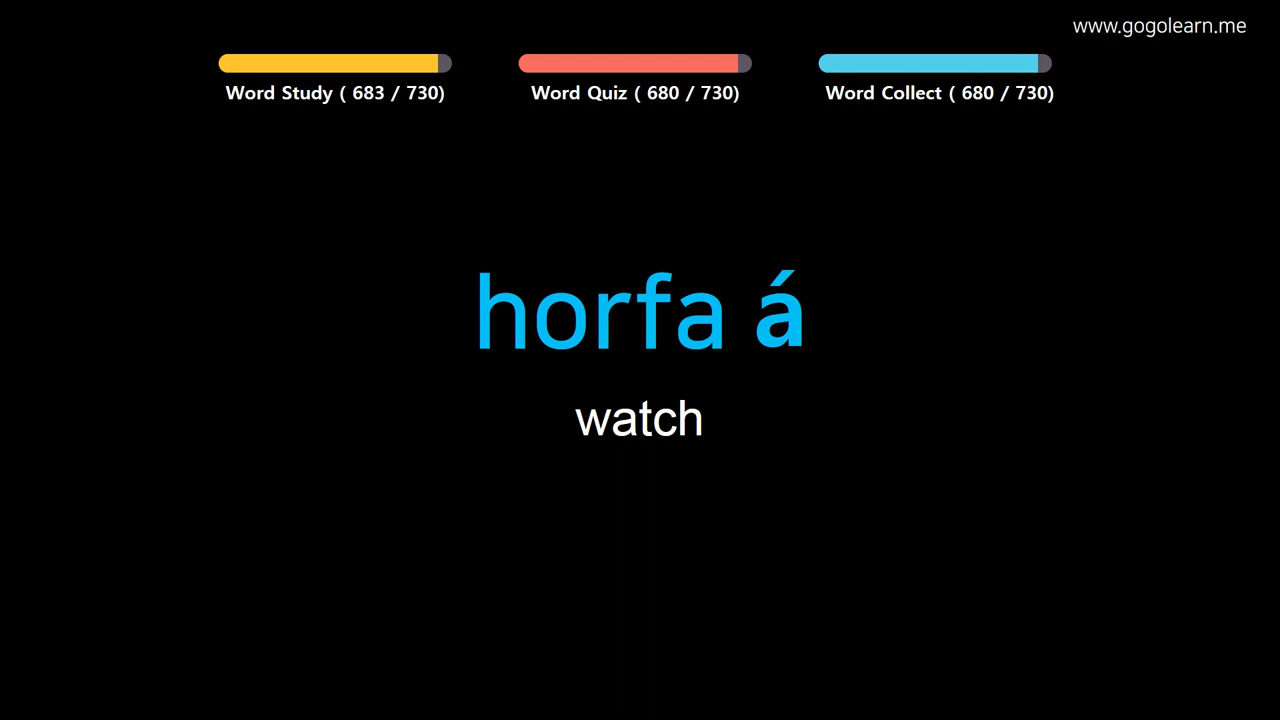 www.gogolearn.me
Word Study ( 683 / 730)
Word Quiz ( 680 / 730)
Word Collect ( 680 / 730)
horfa á
watch